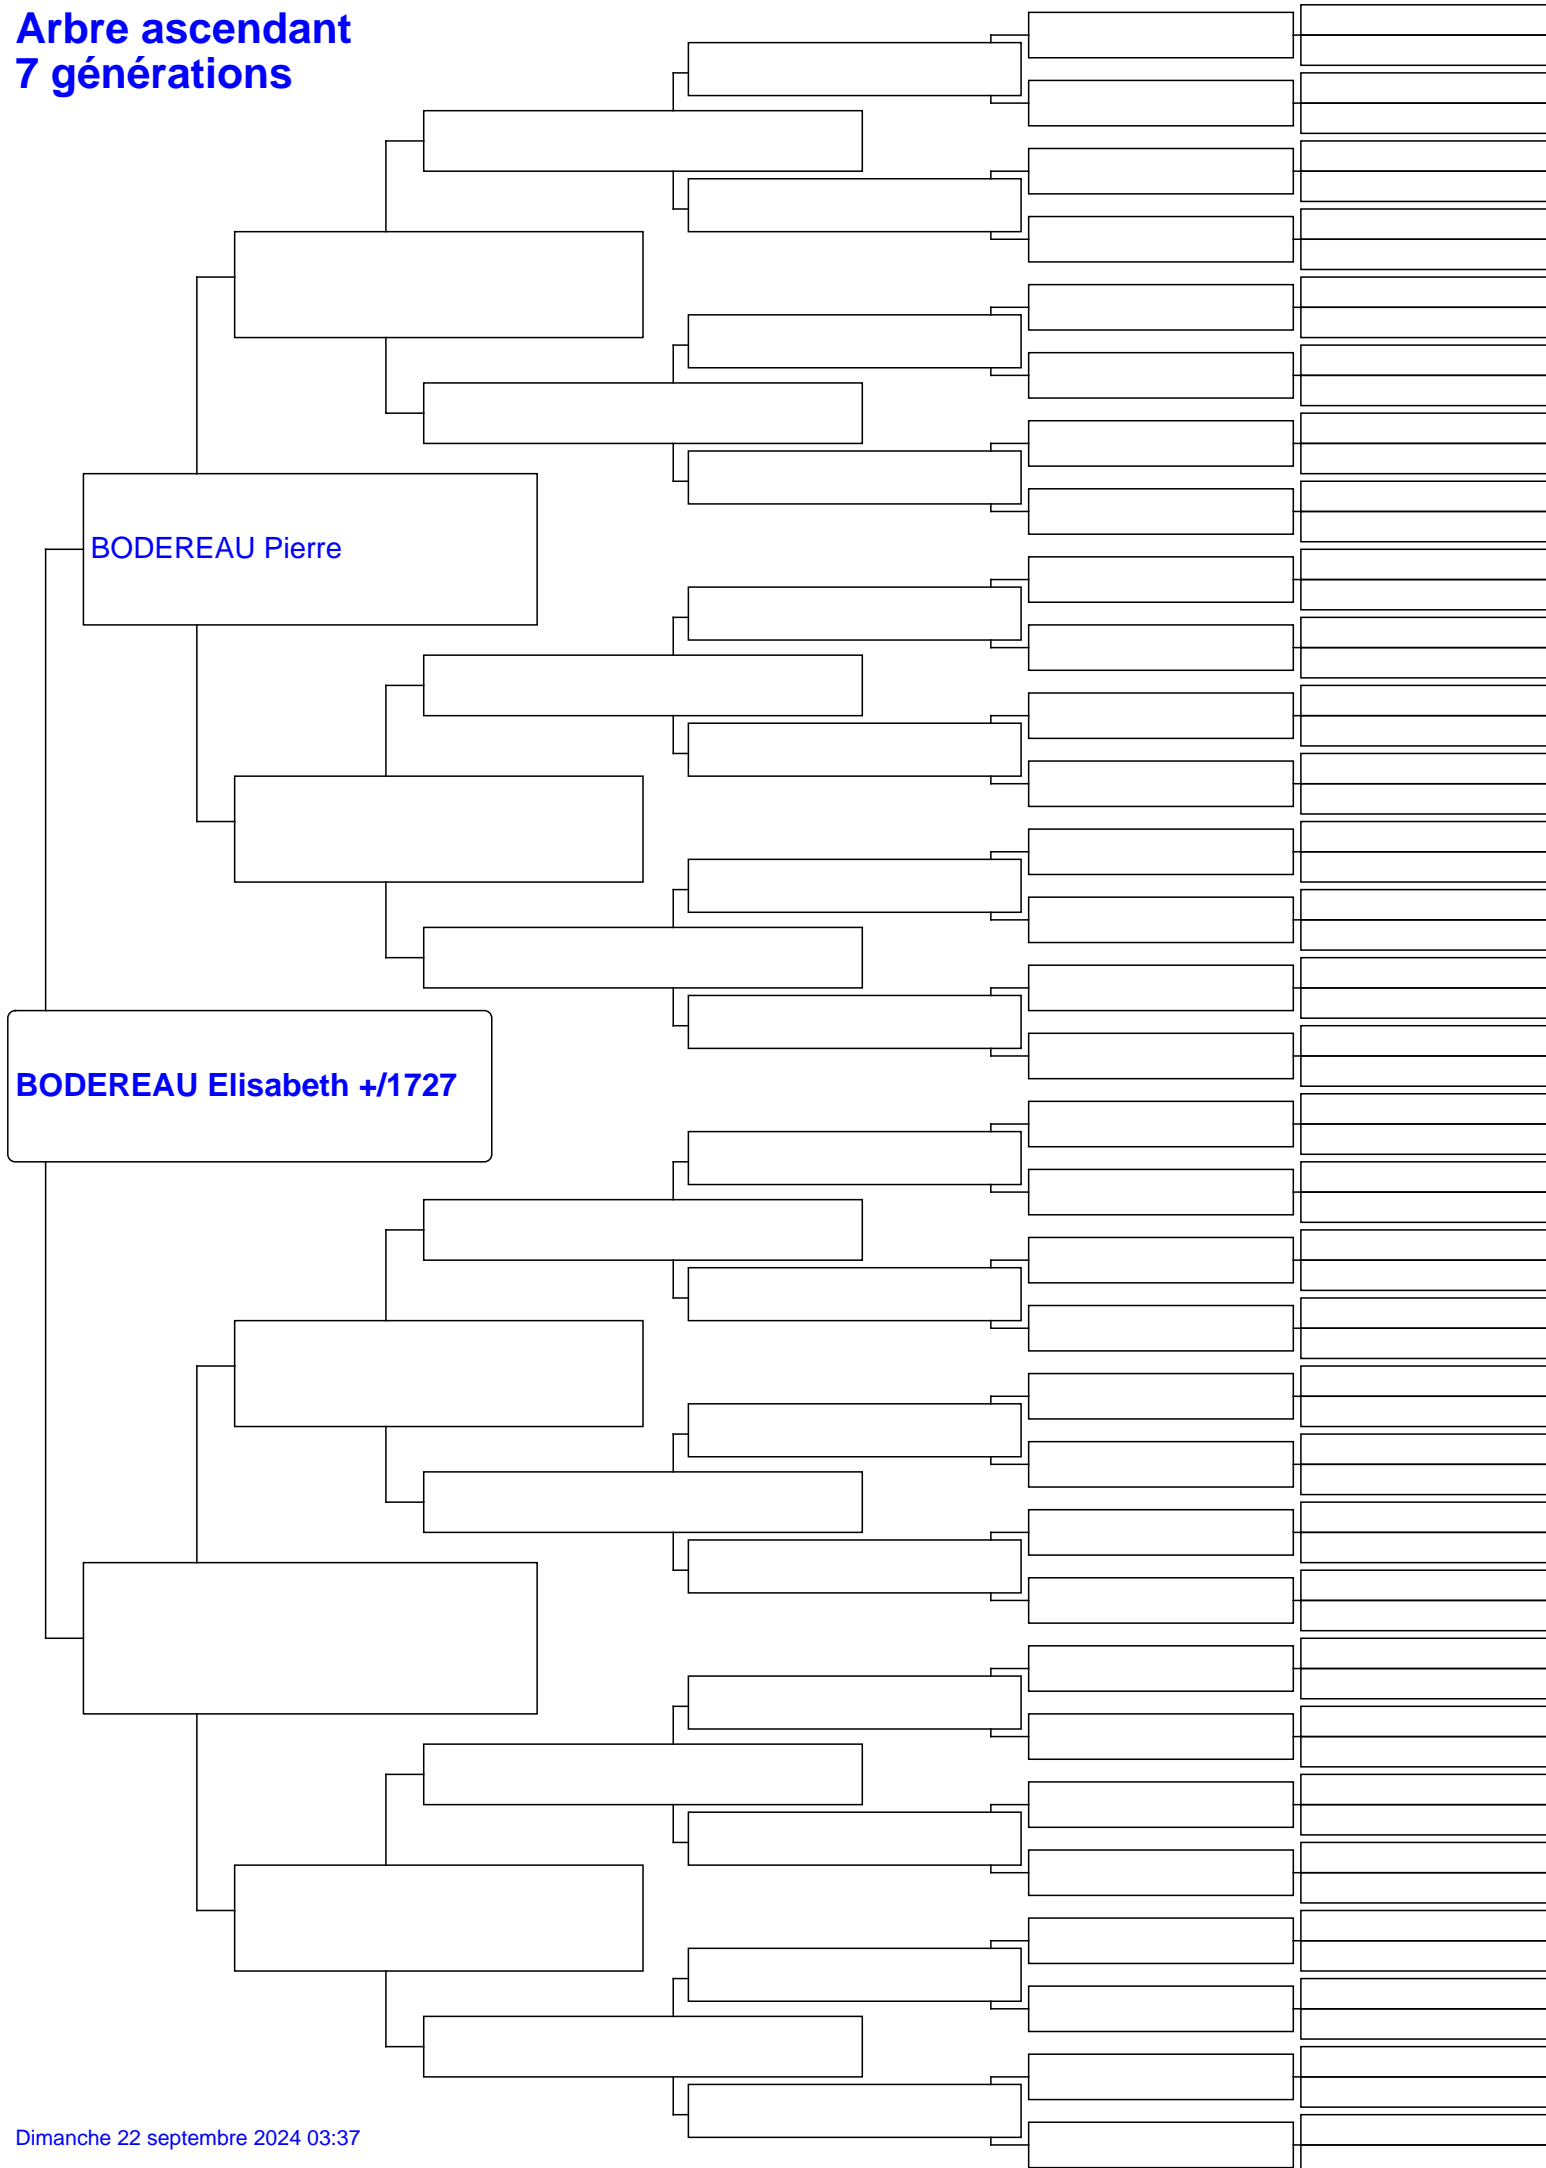 Arbre ascendant
7 générations
BODEREAU Pierre
BODEREAU Elisabeth +/1727
Dimanche 22 septembre 2024 03:37